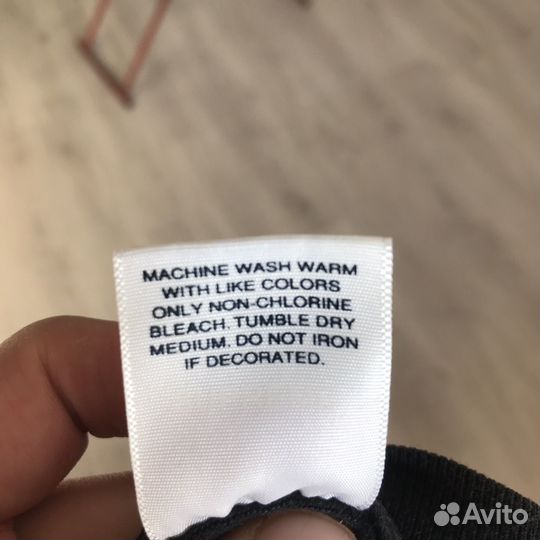 MACHINE WASH WARM
WITH LIKE COLORS
ONLY NON-CHLORINE
BLEACH. TUMBLE DRY
MEDIUM. DO NOT IRON
IF DECORATED.
Avito